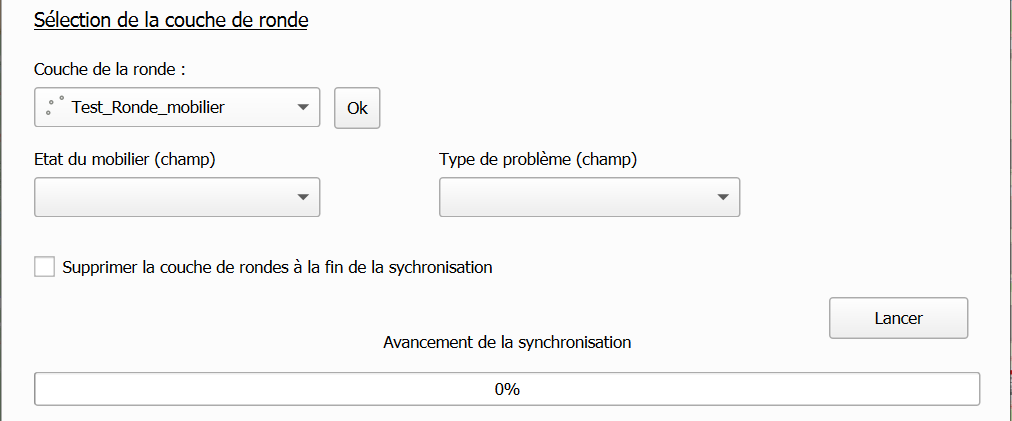 Sélection de la couche de ronde
Couche de la ronde :
Test_Ronde_mobilier Ok
Etat du mobilier (champ) Type de problème (champ)
Supprimer la couche de rondes à la fin de la sychronisation
Lancer
Avancement de la synchronisation
0%